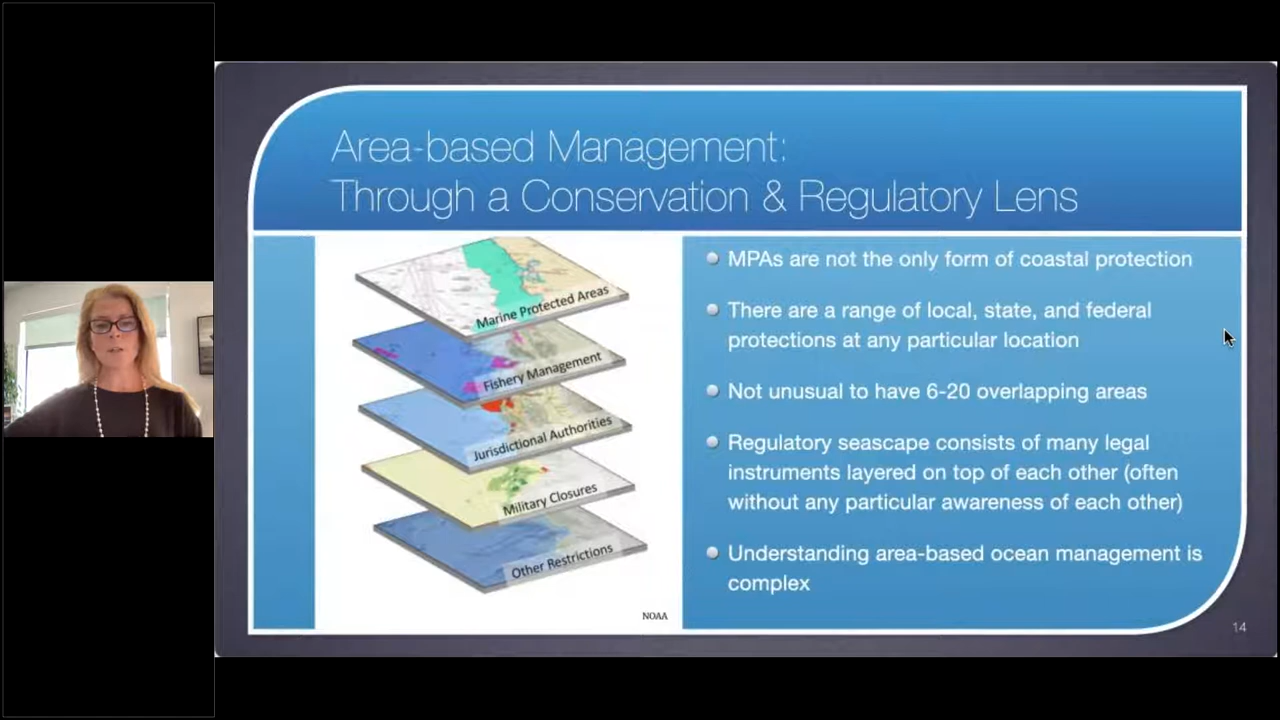 Area-based Management:
Through a Conservation & Regulatory Lens
Marine Protected Areas
Fishery Management
Jurisdictional Authorities
Military Closures
Other Restrictions
NOAA
MPAs are not the only form of coastal protection
There are a range of local, state, and federal
protections at any particular location
Not unusual to have 6-20 overlapping areas
Regulatory seascape consists of many legal
instruments layered on top of each other (often
without any particular awareness of each other)
Understanding area-based ocean management is
complex
14